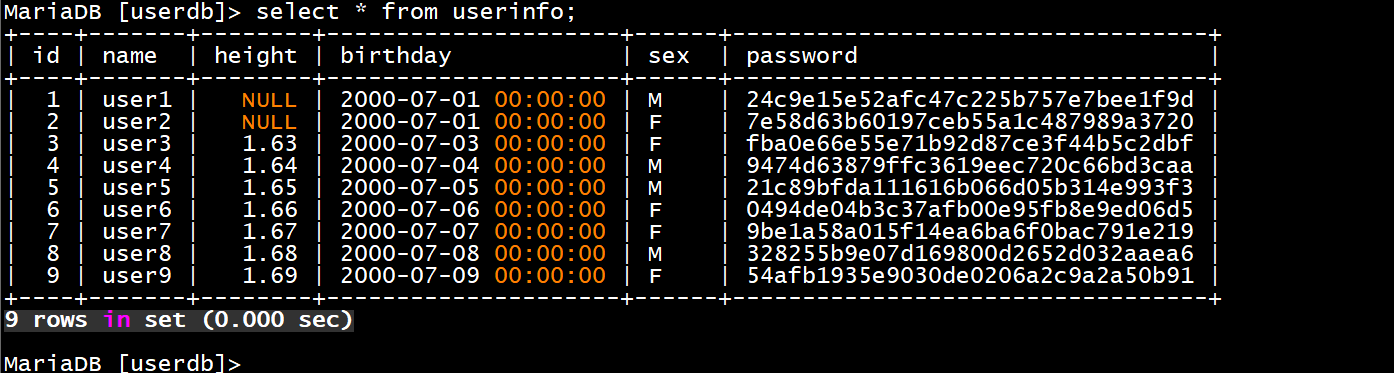 MariaDB [userdb]> select * from userinfo;
+----+-------+--------+---------------------+------+----------------------------------+
| id | name  | height | birthday            | sex  | password                         |
+----+-------+--------+---------------------+------+----------------------------------+
|  1 | user1 |   NULL | 2000-07-01 00:00:00 | M    | 24c9e15e52afc47c225b757e7bee1f9d |
|  2 | user2 |   NULL | 2000-07-01 00:00:00 | F    | 7e58d63b60197ceb55a1c487989a3720 |
|  3 | user3 |   1.63 | 2000-07-03 00:00:00 | F    | fba0e66e55e71b92d87ce3f44b5c2dbf |
|  4 | user4 |   1.64 | 2000-07-04 00:00:00 | M    | 9474d63879ffc3619eec720c66bd3caa |
|  5 | user5 |   1.65 | 2000-07-05 00:00:00 | M    | 21c89bfda111616b066d05b314e993f3 |
|  6 | user6 |   1.66 | 2000-07-06 00:00:00 | F    | 0494de04b3c37afb00e95fb8e9ed06d5 |
|  7 | user7 |   1.67 | 2000-07-07 00:00:00 | F    | 9be1a58a015f14ea6ba6f0bac791e219 |
|  8 | user8 |   1.68 | 2000-07-08 00:00:00 | M    | 328255b9e07d169800d2652d032aaea6 |
|  9 | user9 |   1.69 | 2000-07-09 00:00:00 | F    | 54afb1935e9030de0206a2c9a2a50b91 |
+----+-------+--------+---------------------+------+----------------------------------+
9 rows in set (0.000 sec)
MariaDB [userdb]>